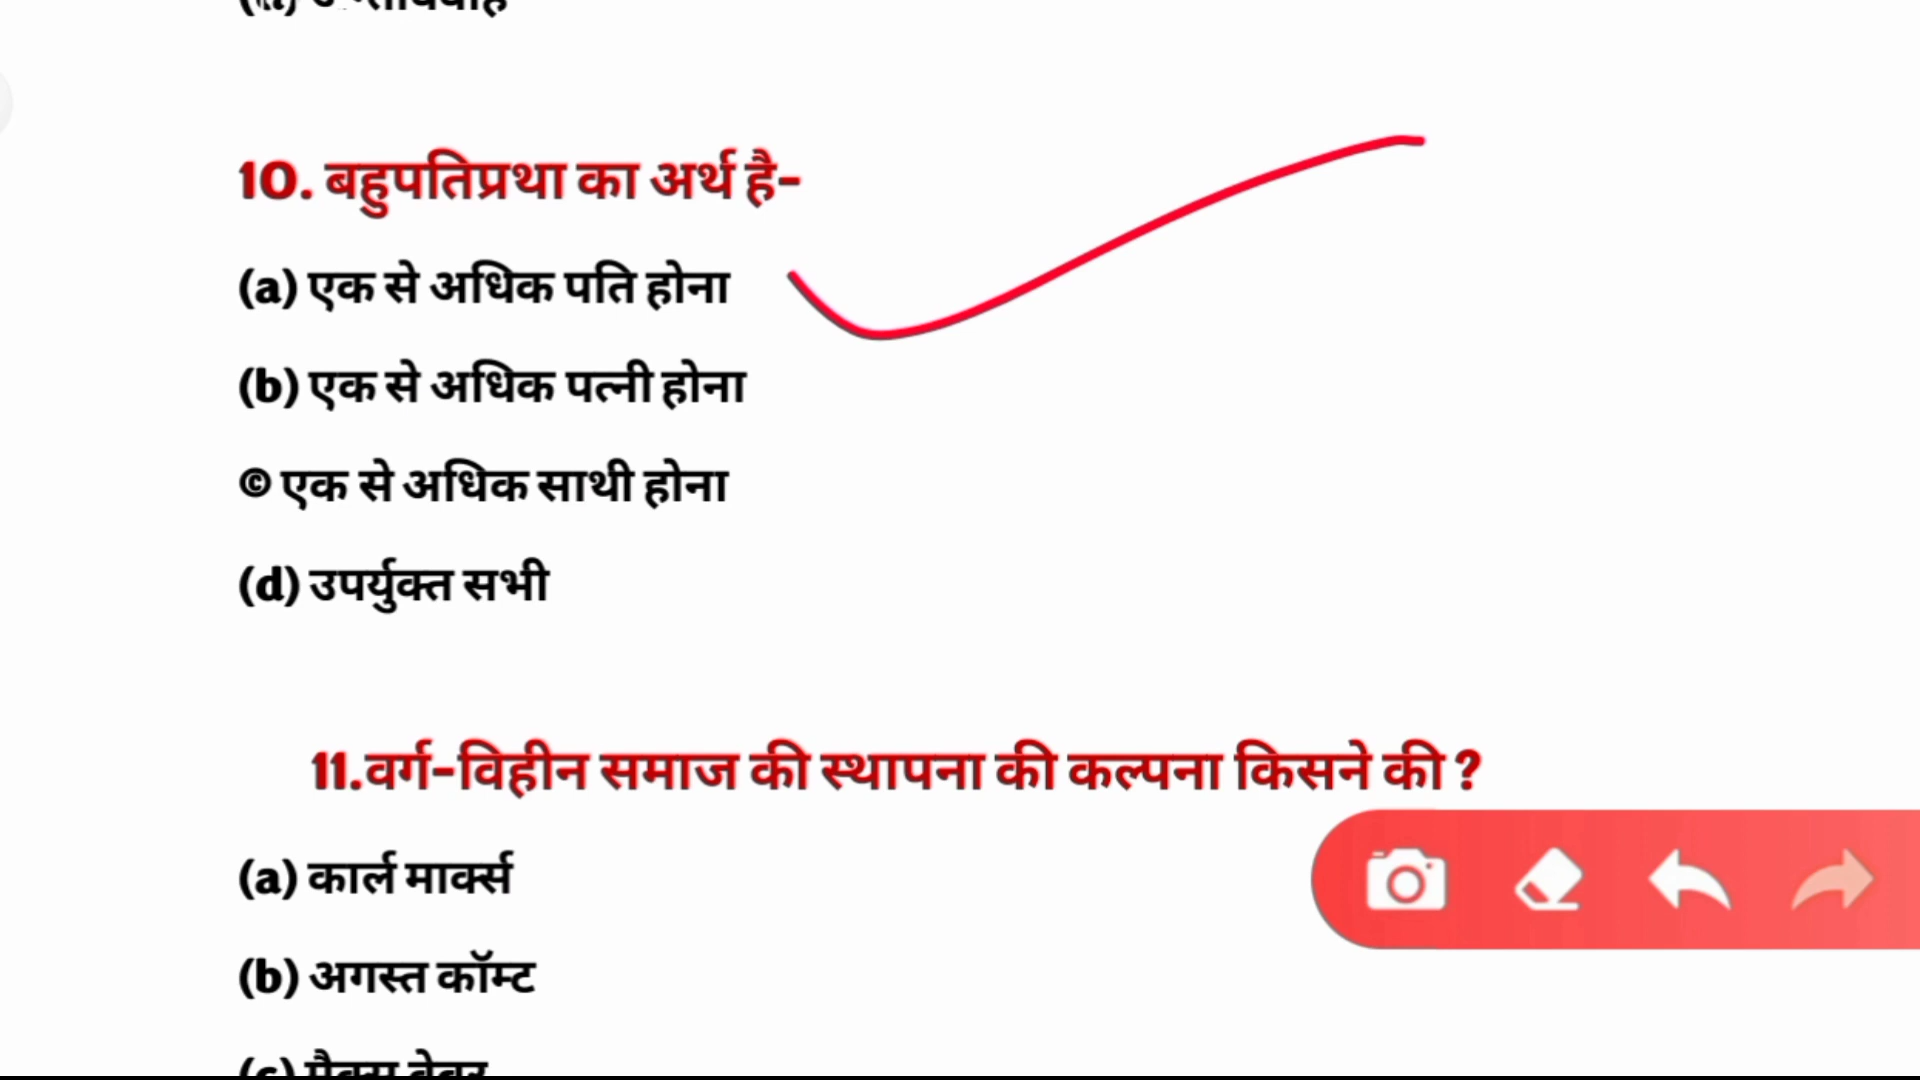 10. बहुपतिप्रथा का अर्थ है-
(a) एक से अधिक पति होना
(b) एक से अधिक पत्नी होना
© एक से अधिक साथी होना
(d) उपर्युक्त सभी
11.वर्ग-विहीन समाज की स्थापना की कल्पना किसने की ?
(a) कार्ल मार्क्स
(b) अगस्त कॉम्ट
(c) मैक्स वेबर